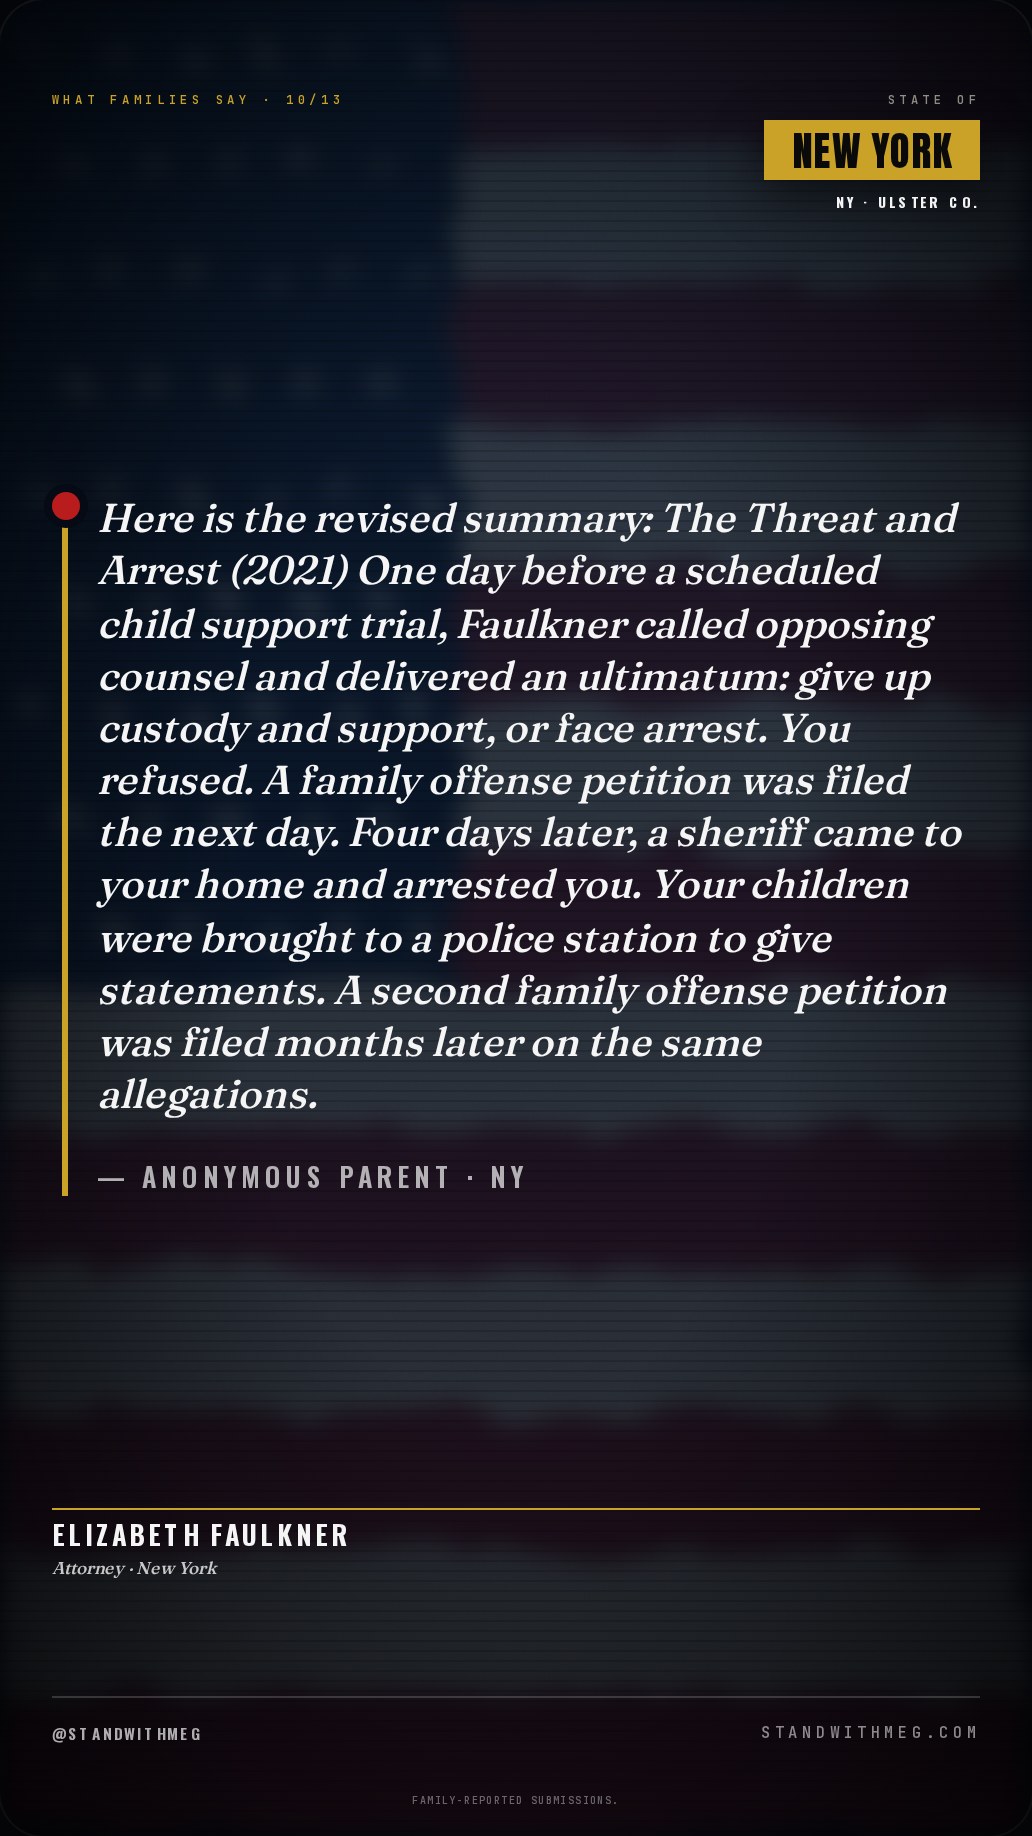 WHAT FAMILIES SAY · 10/13
STATE OF
NEW YORK
NY · ULSTER CO.
Here is the revised summary: The Threat and
Arrest (2021) One day before a scheduled
child support trial, Faulkner called opposing
counsel and delivered an ultimatum: give up
custody and support, or face arrest. You
refused. A family offense petition was filed
the next day. Four days later, a sheriff came to
your home and arrested you. Your children
were brought to a police station to give
statements. A second family offense petition
was filed months later on the same
allegations.
— ANONYMOUS PARENT · NY
ELIZABETH FAULKNER
Attorney · New York
@STANDWITHMEG
STANDWITHMEG.COM
FAMILY-REPORTED SUBMISSIONS.